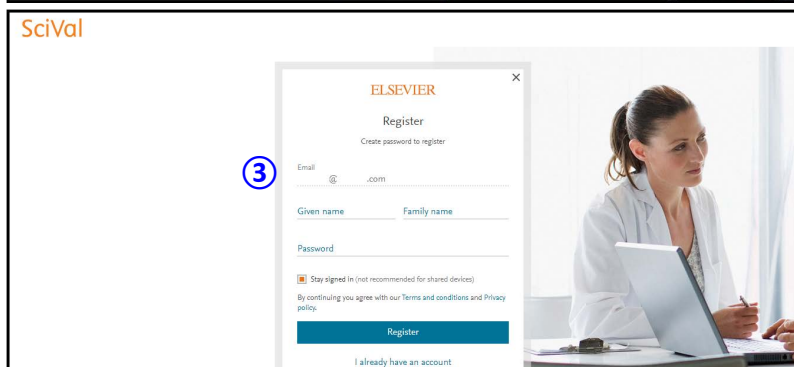 SciVal
ELSEVIER
Register
Create password to register
③
Email
@ .com
Given name Family name
Password
Stay signed in (not recommended for shared devices)
By continuing you agree with our Terms and conditions and Privacy
policy.
Register
I already have an account